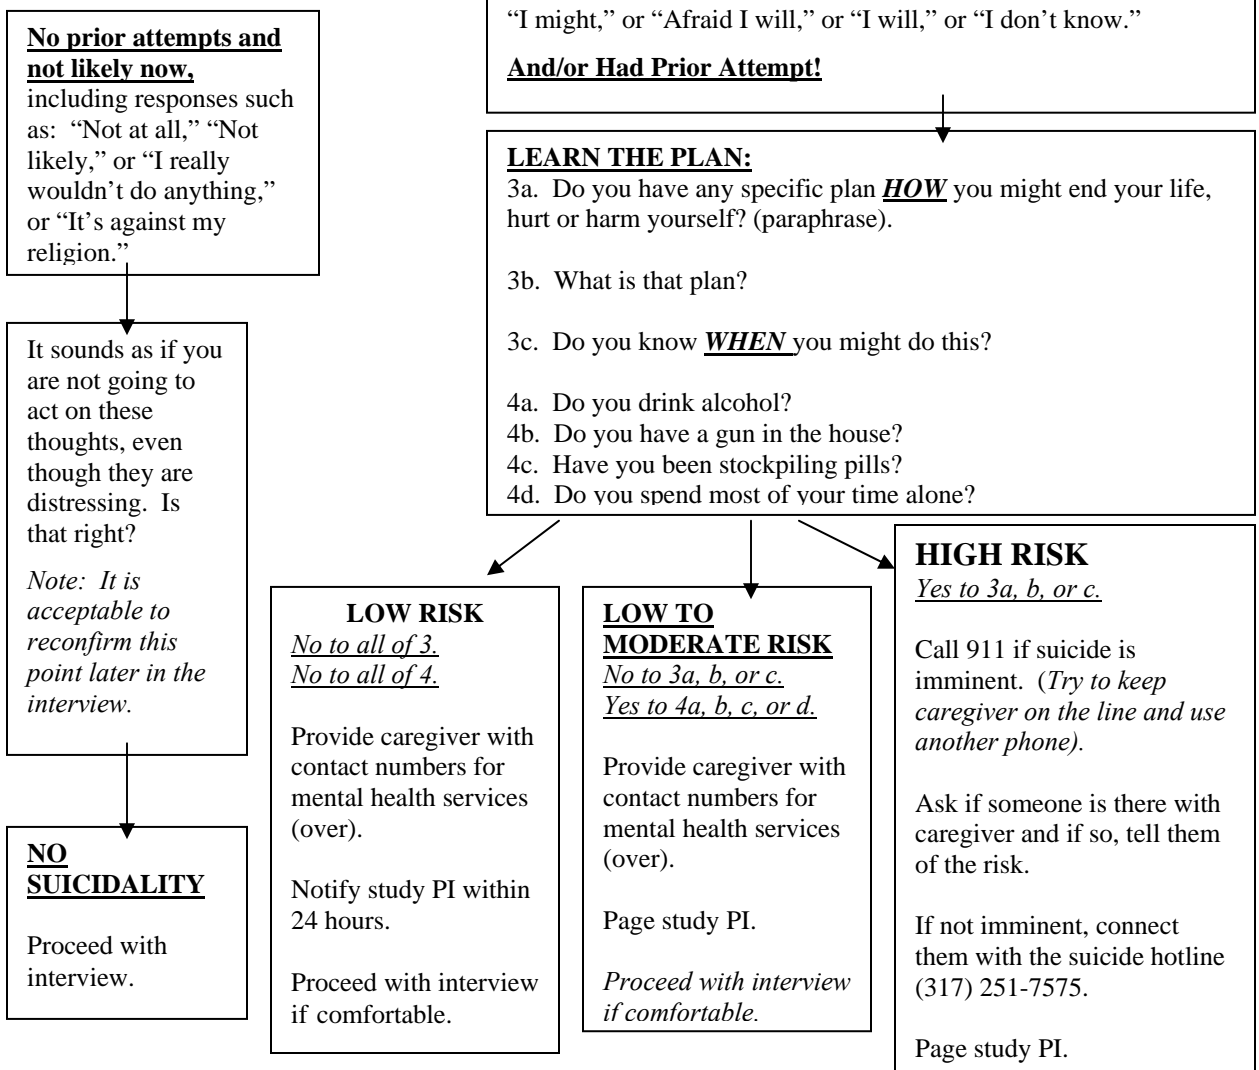 No prior attempts and
not likely now,
including responses such
as: “Not at all,” “Not
likely,” or “I really
wouldn’t do anything,”
or “It’s against my
religion.”
It sounds as if you
are not going to
act on these
thoughts, even
though they are
distressing. Is
that right?
Note: It is
acceptable to
reconfirm this
point later in the
interview.
NO
SUICIDALITY
Proceed with
interview.
“I might,” or “Afraid I will,” or “I will,” or “I don’t know.”
And/or Had Prior Attempt!
LEARN THE PLAN:
3a. Do you have any specific plan HOW you might end your life,
hurt or harm yourself? (paraphrase).
3b. What is that plan?
3c. Do you know WHEN you might do this?
4a. Do you drink alcohol?
4b. Do you have a gun in the house?
4c. Have you been stockpiling pills?
4d. Do you spend most of your time alone?
LOW RISK
No to all of 3.
No to all of 4.
Provide caregiver with
contact numbers for
mental health services
(over).
Notify study PI within
24 hours.
Proceed with interview
if comfortable.
LOW TO
MODERATE RISK
No to 3a, b, or c.
Yes to 4a, b, c, or d.
Provide caregiver with
contact numbers for
mental health services
(over).
Page study PI.
Proceed with interview
if comfortable.
HIGH RISK
Yes to 3a, b, or c.
Call 911 if suicide is
imminent. (Try to keep
caregiver on the line and use
another phone).
Ask if someone is there with
caregiver and if so, tell them
of the risk.
If not imminent, connect
them with the suicide hotline
(317) 251-7575.
Page study PI.